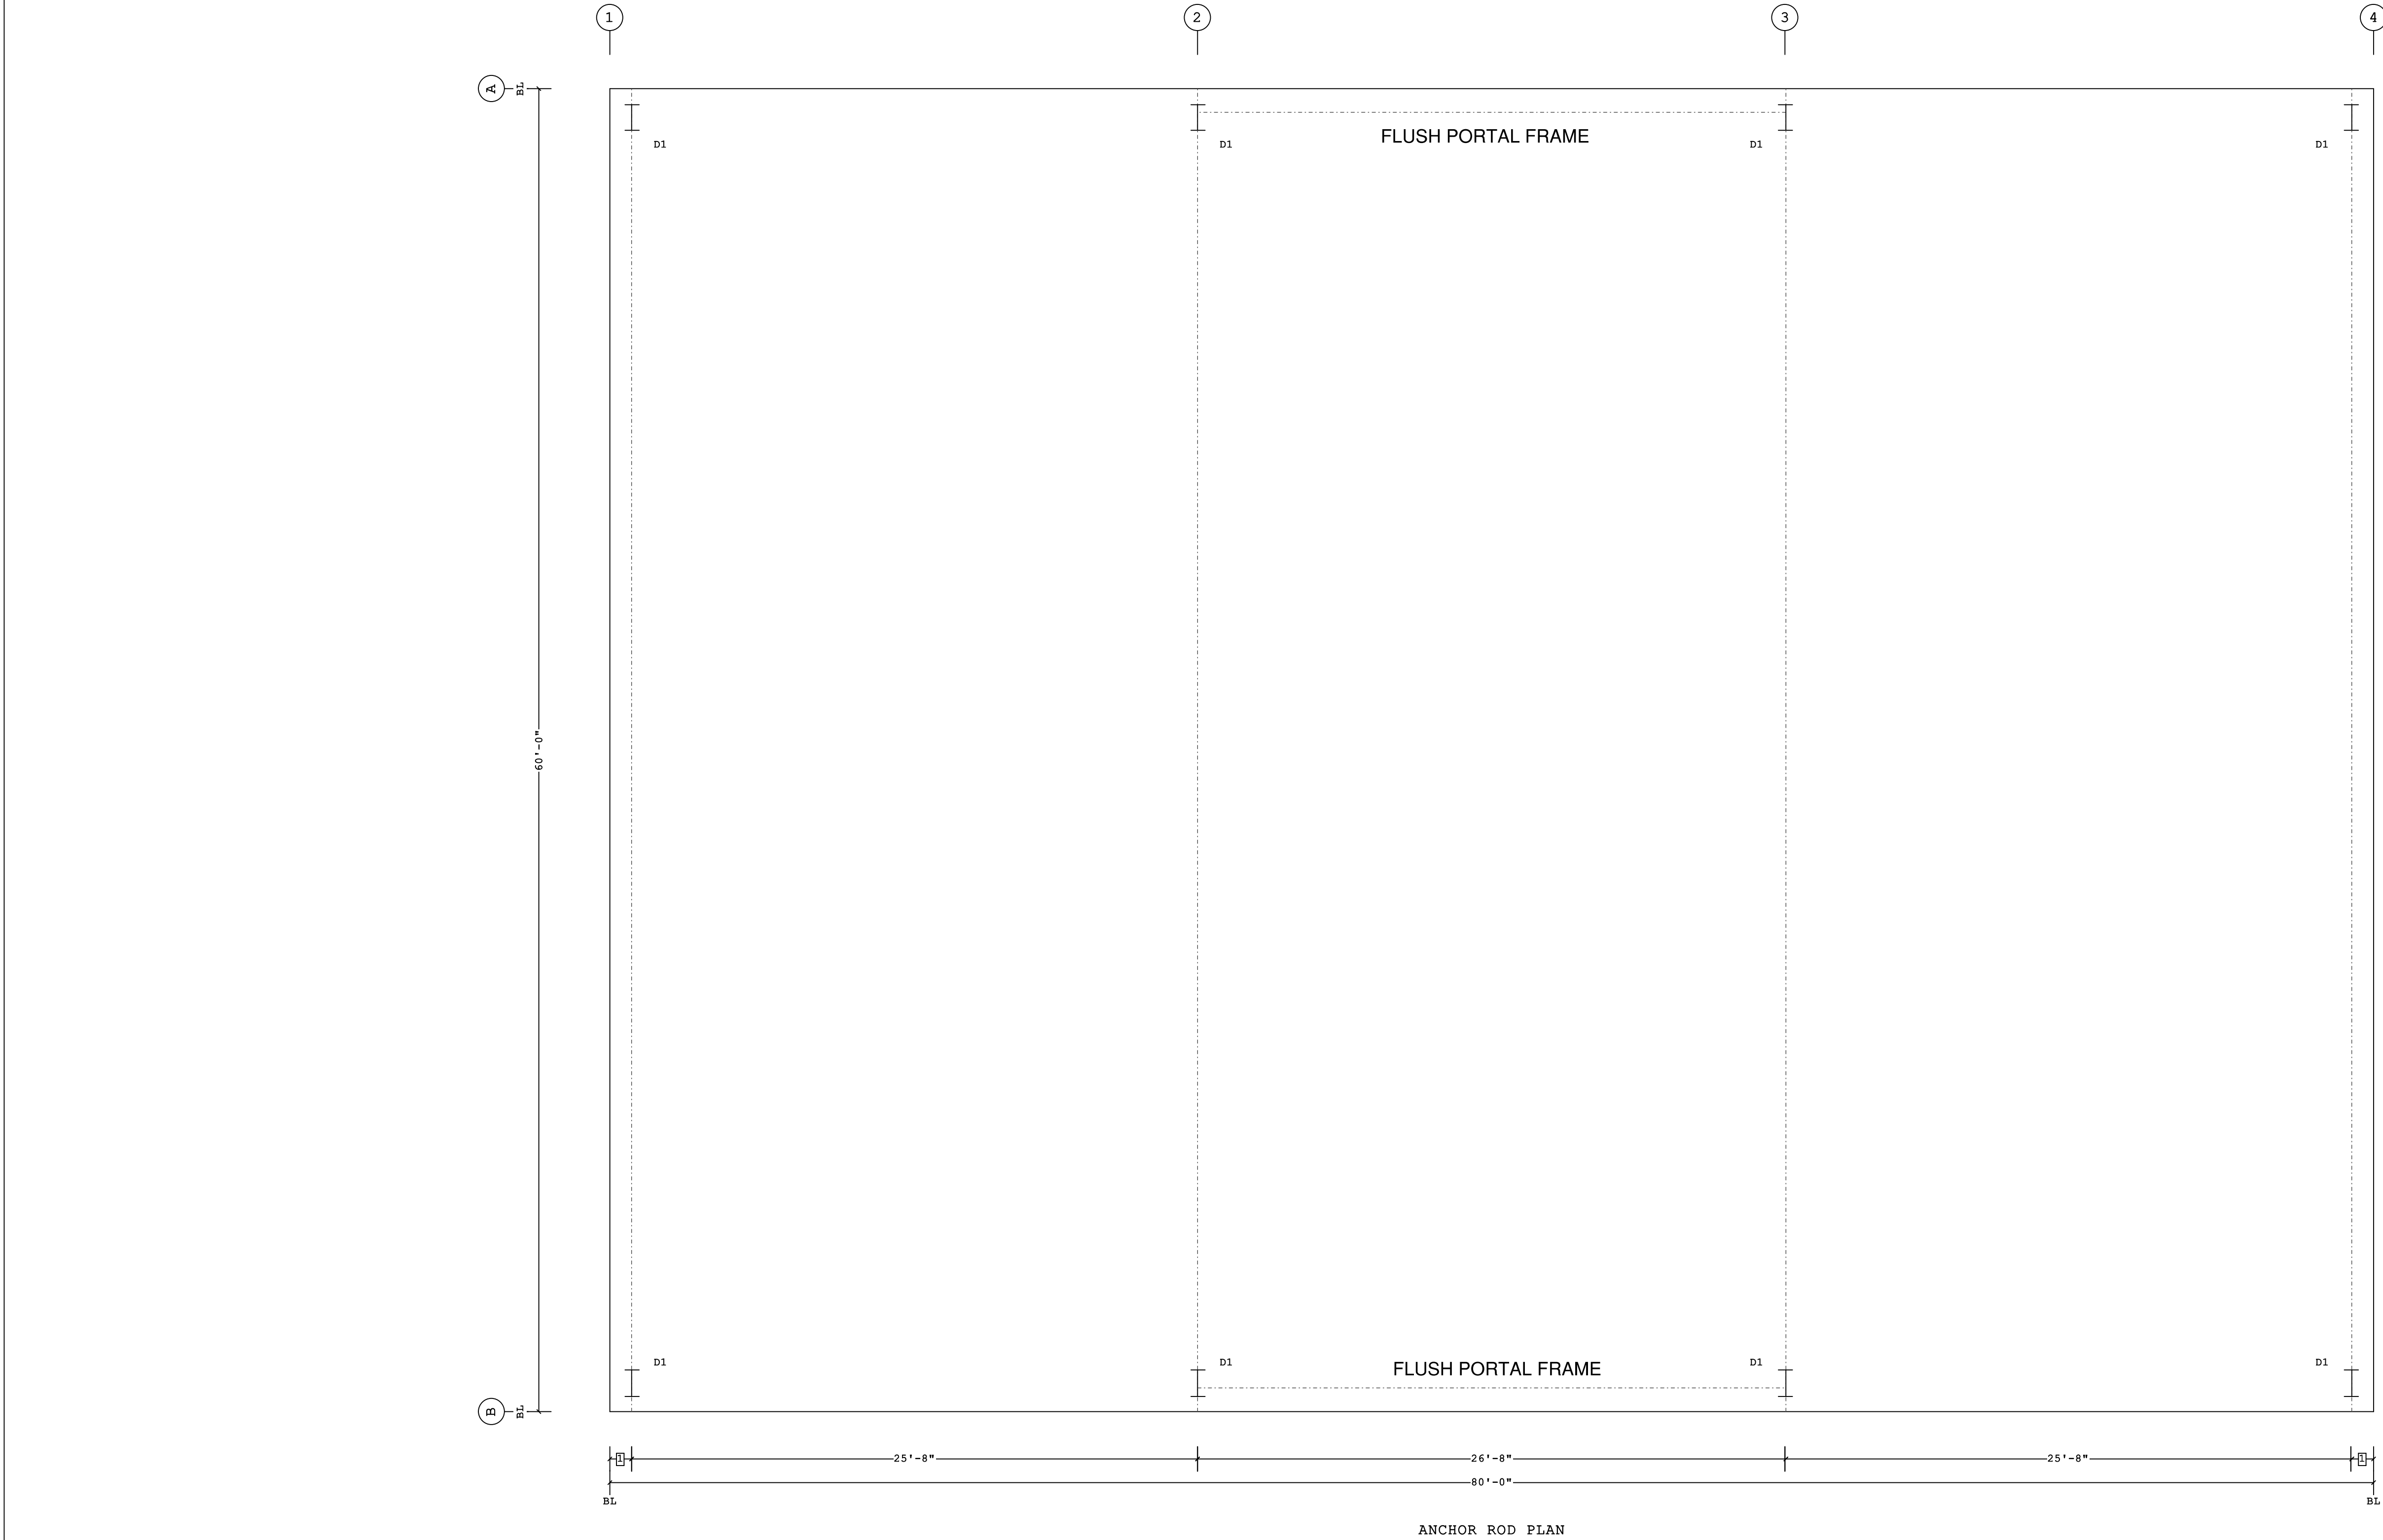 1 2 3 4
A BL
D1 D1 FLUSH PORTAL FRAME D1 D1
60'-0"
D1 D1 FLUSH PORTAL FRAME D1 D1
B BL
1 25'-8" 26'-8" 25'-8" 1
80'-0"
BL BL
ANCHOR ROD PLAN